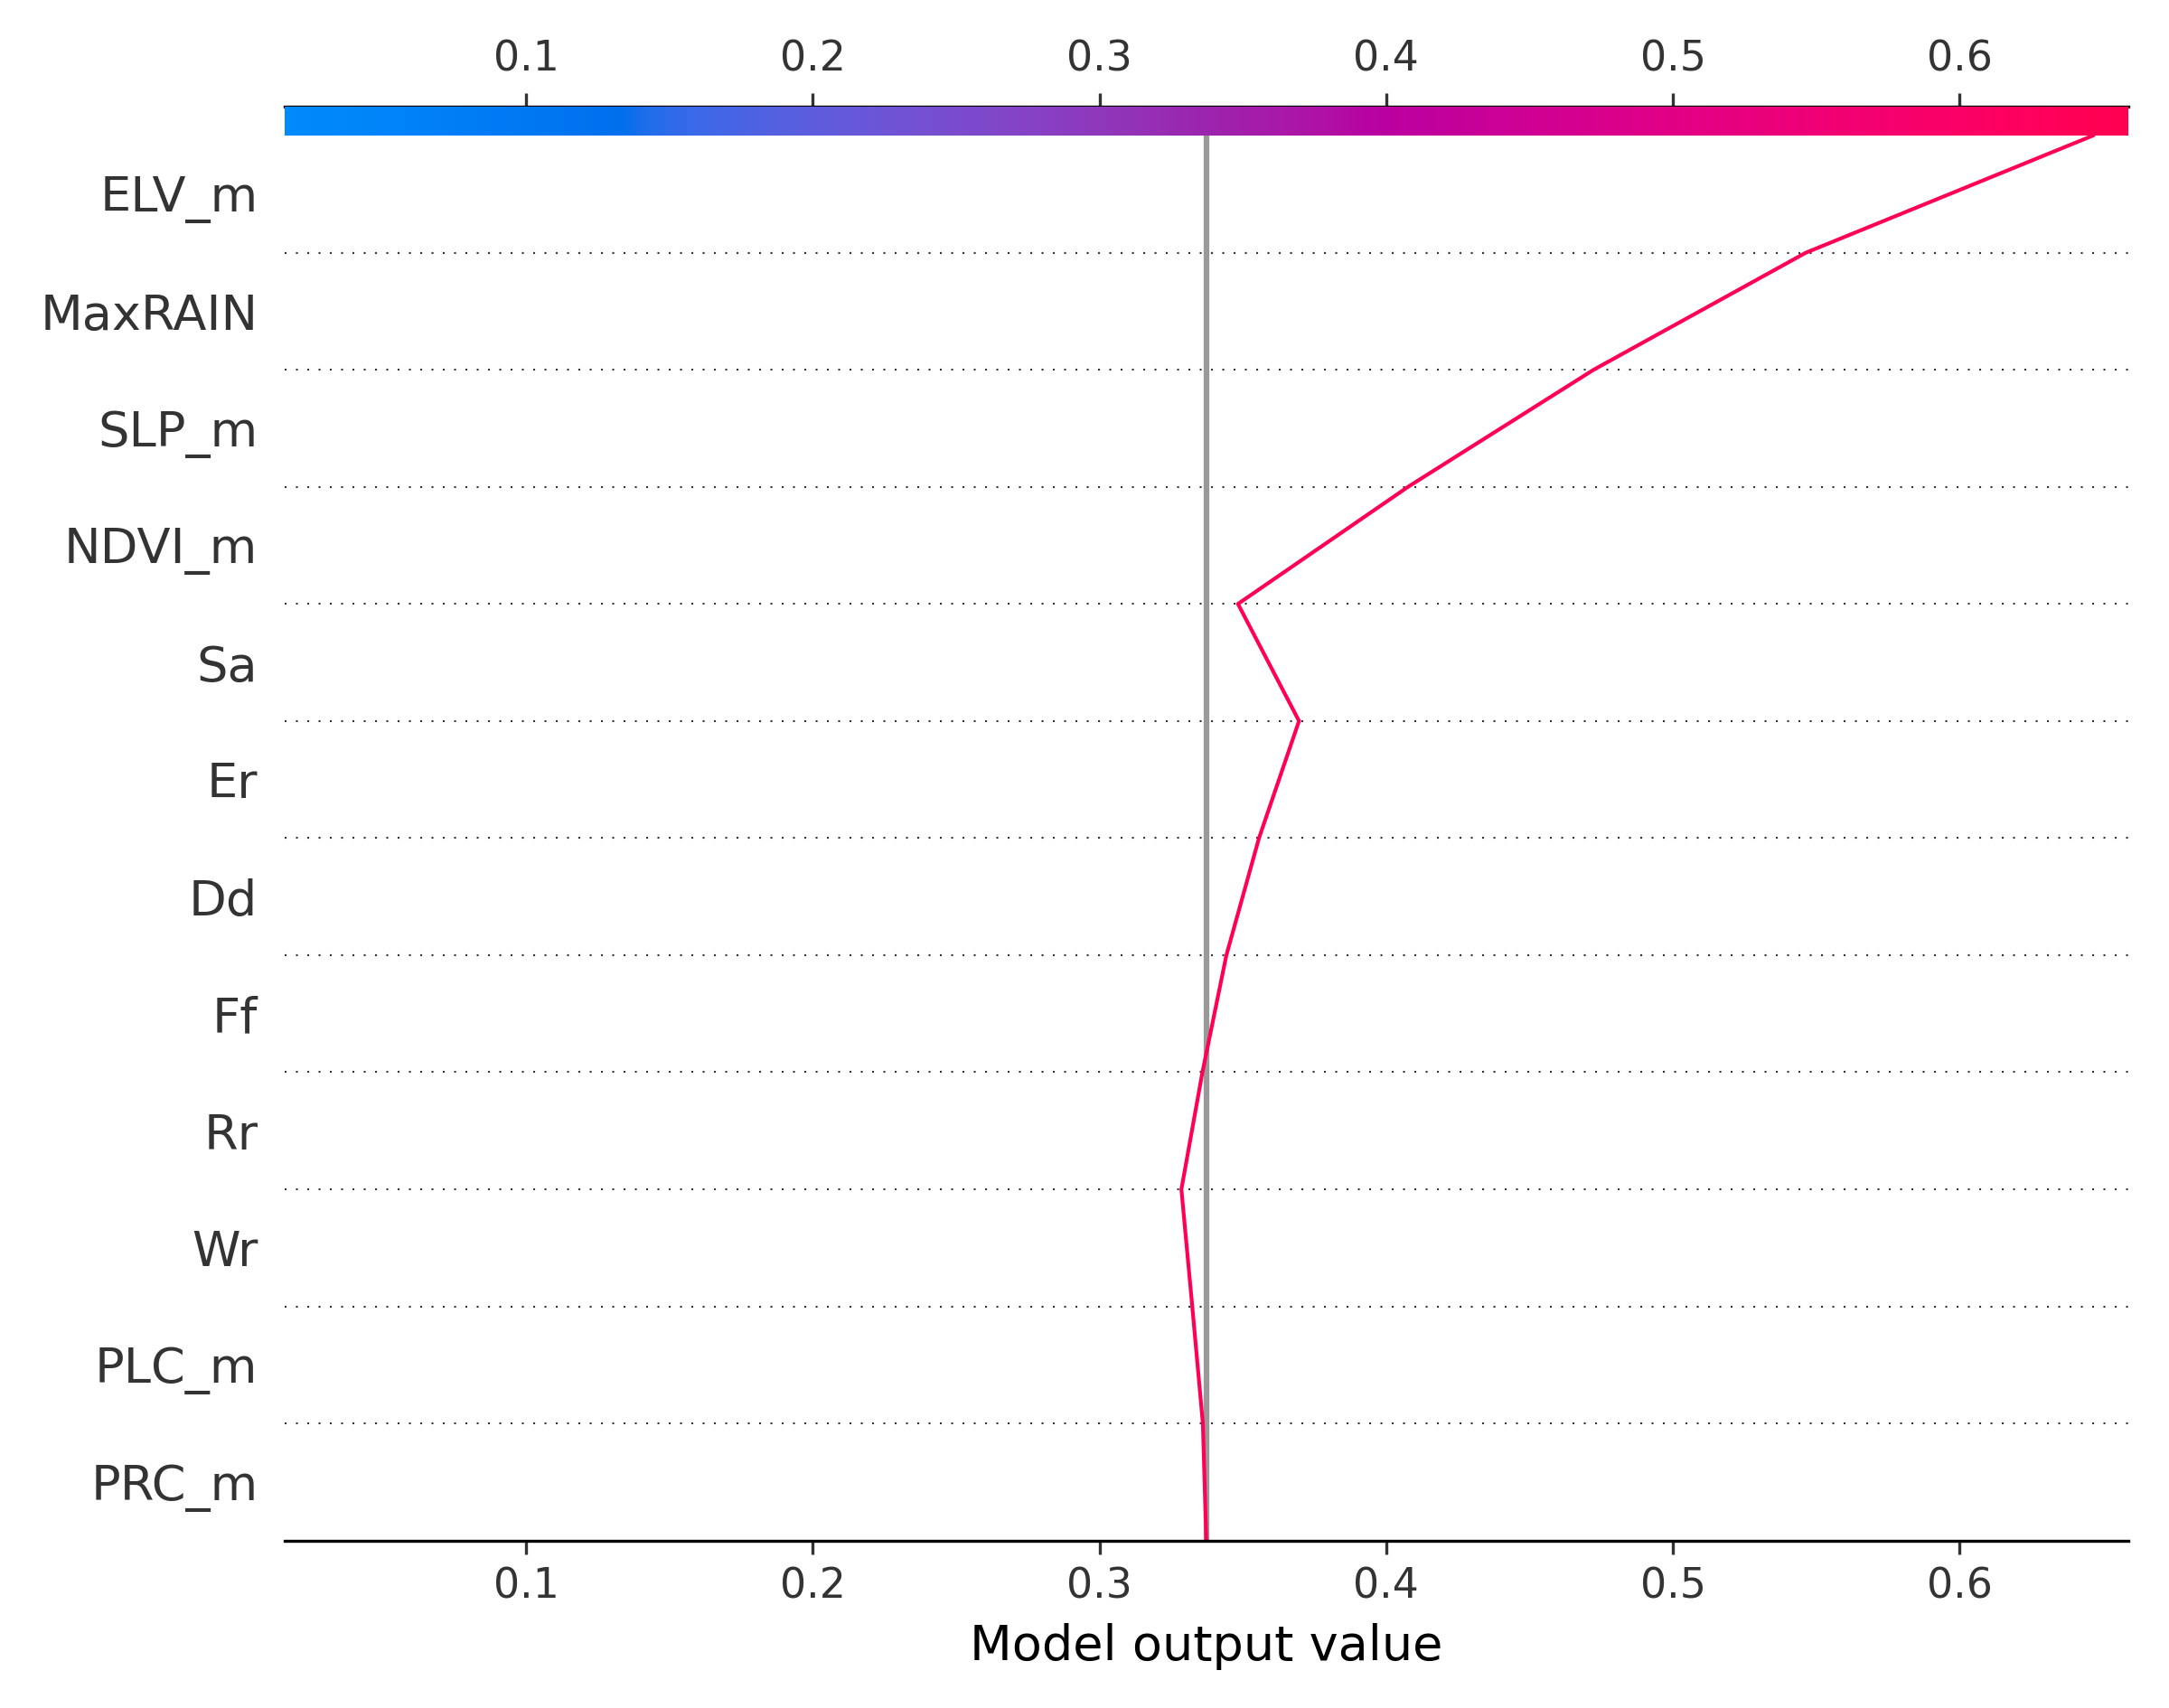 0.1 0.2 0.3 0.4 0.5 0.6
ELV_m
MaxRAIN
SLP_m
NDVI_m
Sa
Er
Dd
Ff
Rr
Wr
PLC_m
PRC_m
0.1 0.2 0.3 0.4 0.5 0.6
Model output value